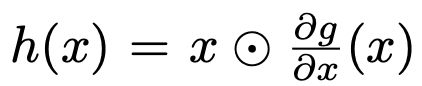 h(x) = x ⊙ ∂g/∂x (x)